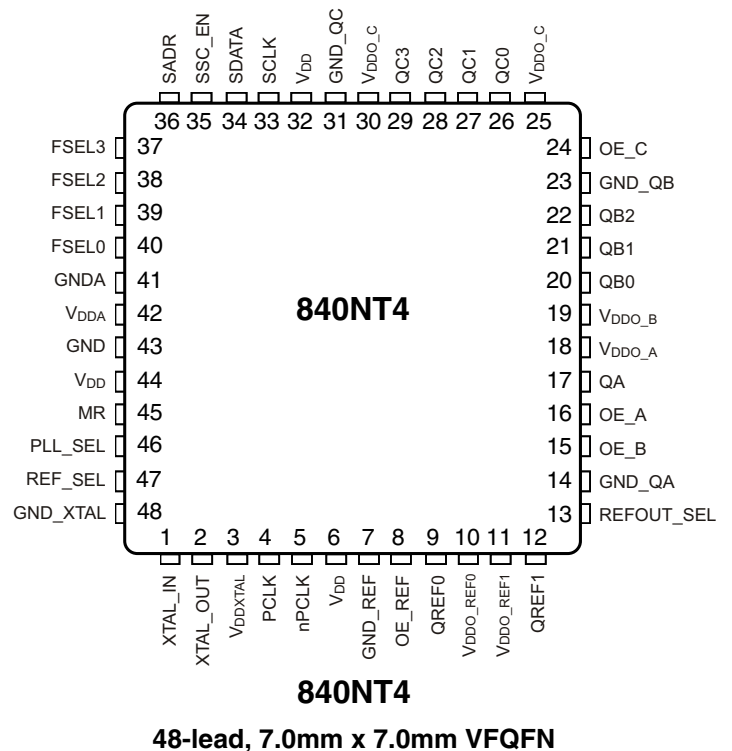 SADR
SSC_EN
SDATA
SCLK
VDD
GND_QC
VDDO_C
QC3
QC2
QC1
QC0
VDDO_C
36 35 34 33 32 31 30 29 28 27 26 25
FSEL3 37
FSEL2 38
FSEL1 39
FSEL0 40
GNDA 41
VDDA 42
GND 43
VDD 44
MR 45
PLL_SEL 46
REF_SEL 47
GND_XTAL 48
840NT4
24 OE_C
23 GND_QB
22 QB2
21 QB1
20 QB0
19 VDDO_B
18 VDDO_A
17 QA
16 OE_A
15 OE_B
14 GND_QA
13 REFOUT_SEL
1 2 3 4 5 6 7 8 9 10 11 12
XTAL_IN
XTAL_OUT
VDDXTAL
PCLK
nPCLK
VDD
GND_REF
OE_REF
QREF0
VDDO_REF0
VDDO_REF1
QREF1
840NT4
48-lead, 7.0mm x 7.0mm VFQFN